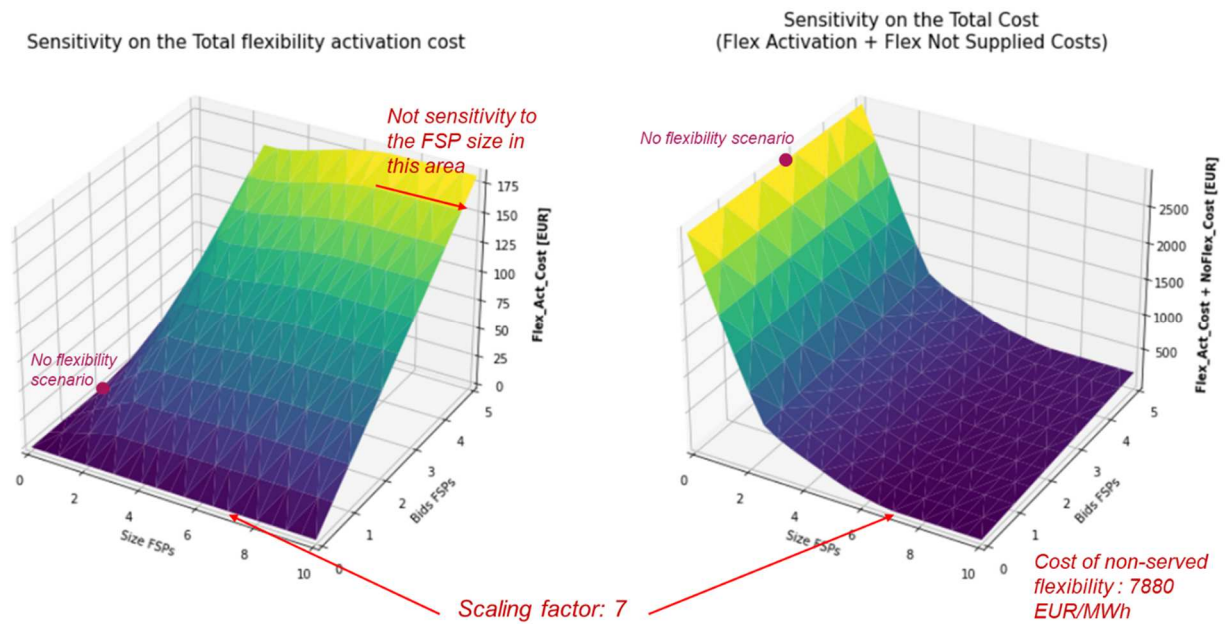 Sensitivity on the Total flexibility activation cost
Not sensitivity to
the FSP size in
this area
No flexibility
scenario
175
150
125
100
75
50
25
0
Flex_Act_Cost [EUR]
5
4
3
2
1
0
Bids FSPs
0
2
4
6
8
10
Size FSPs
Sensitivity on the Total Cost
(Flex Activation + Flex Not Supplied Costs)
No flexibility scenario
2500
2000
1500
1000
500
Flex_Act_Cost + NoFlex_Cost [EUR]
5
4
3
2
1
0
Bids FSPs
0
2
4
6
8
10
Size FSPs
Scaling factor: 7
Cost of non-served
flexibility : 7880
EUR/MWh